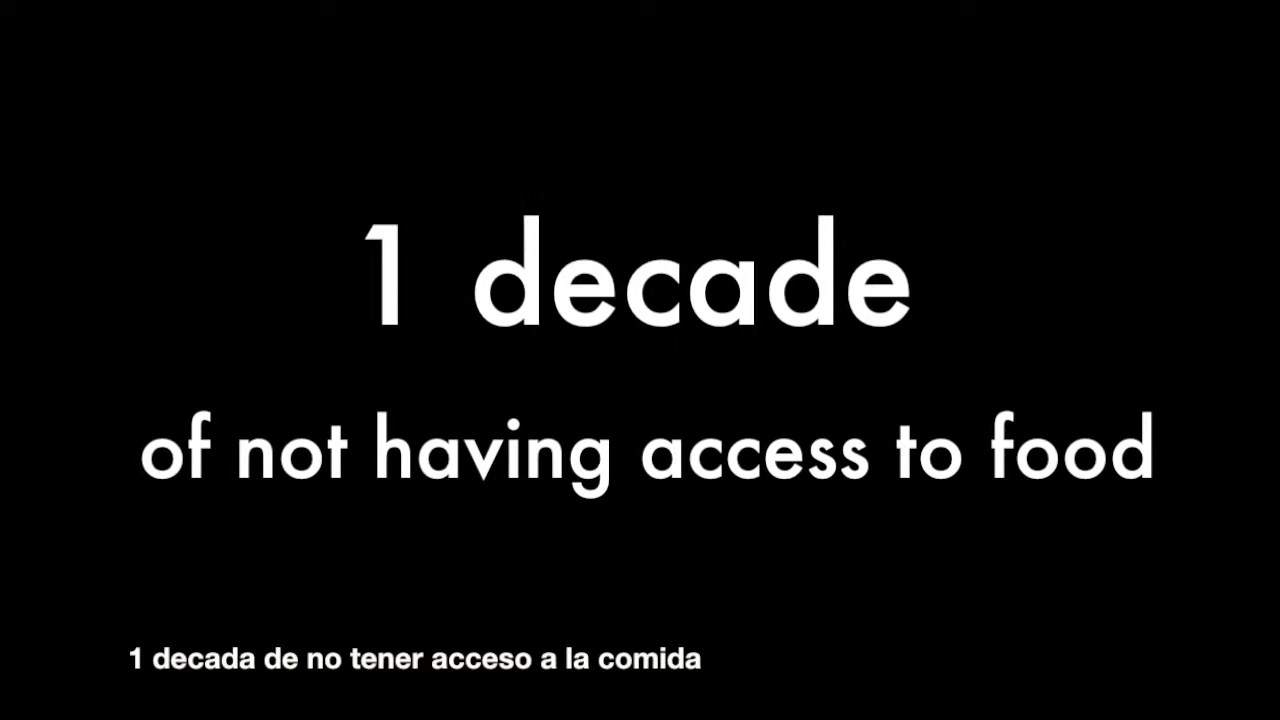 1 decade
of not having access to food
1 decada de no tener acceso a la comida